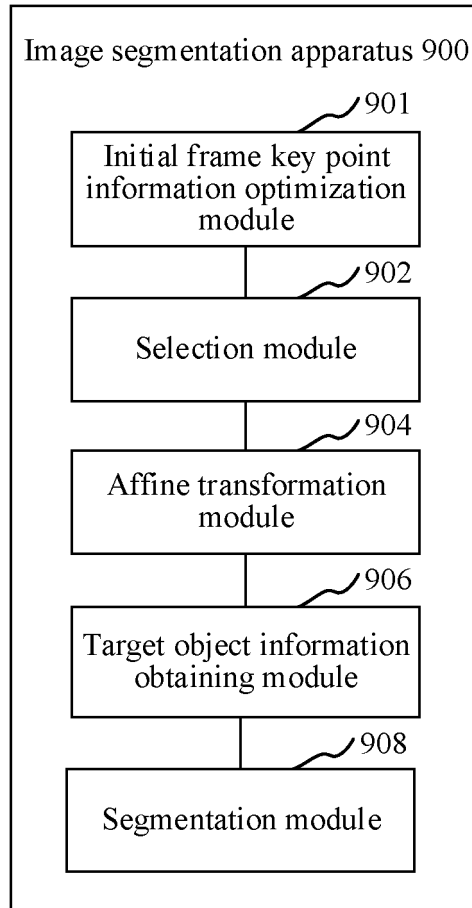 Image segmentation apparatus 900
901
Initial frame key point
information optimization
module
902
Selection module
904
Affine transformation
module
906
Target object information
obtaining module
908
Segmentation module